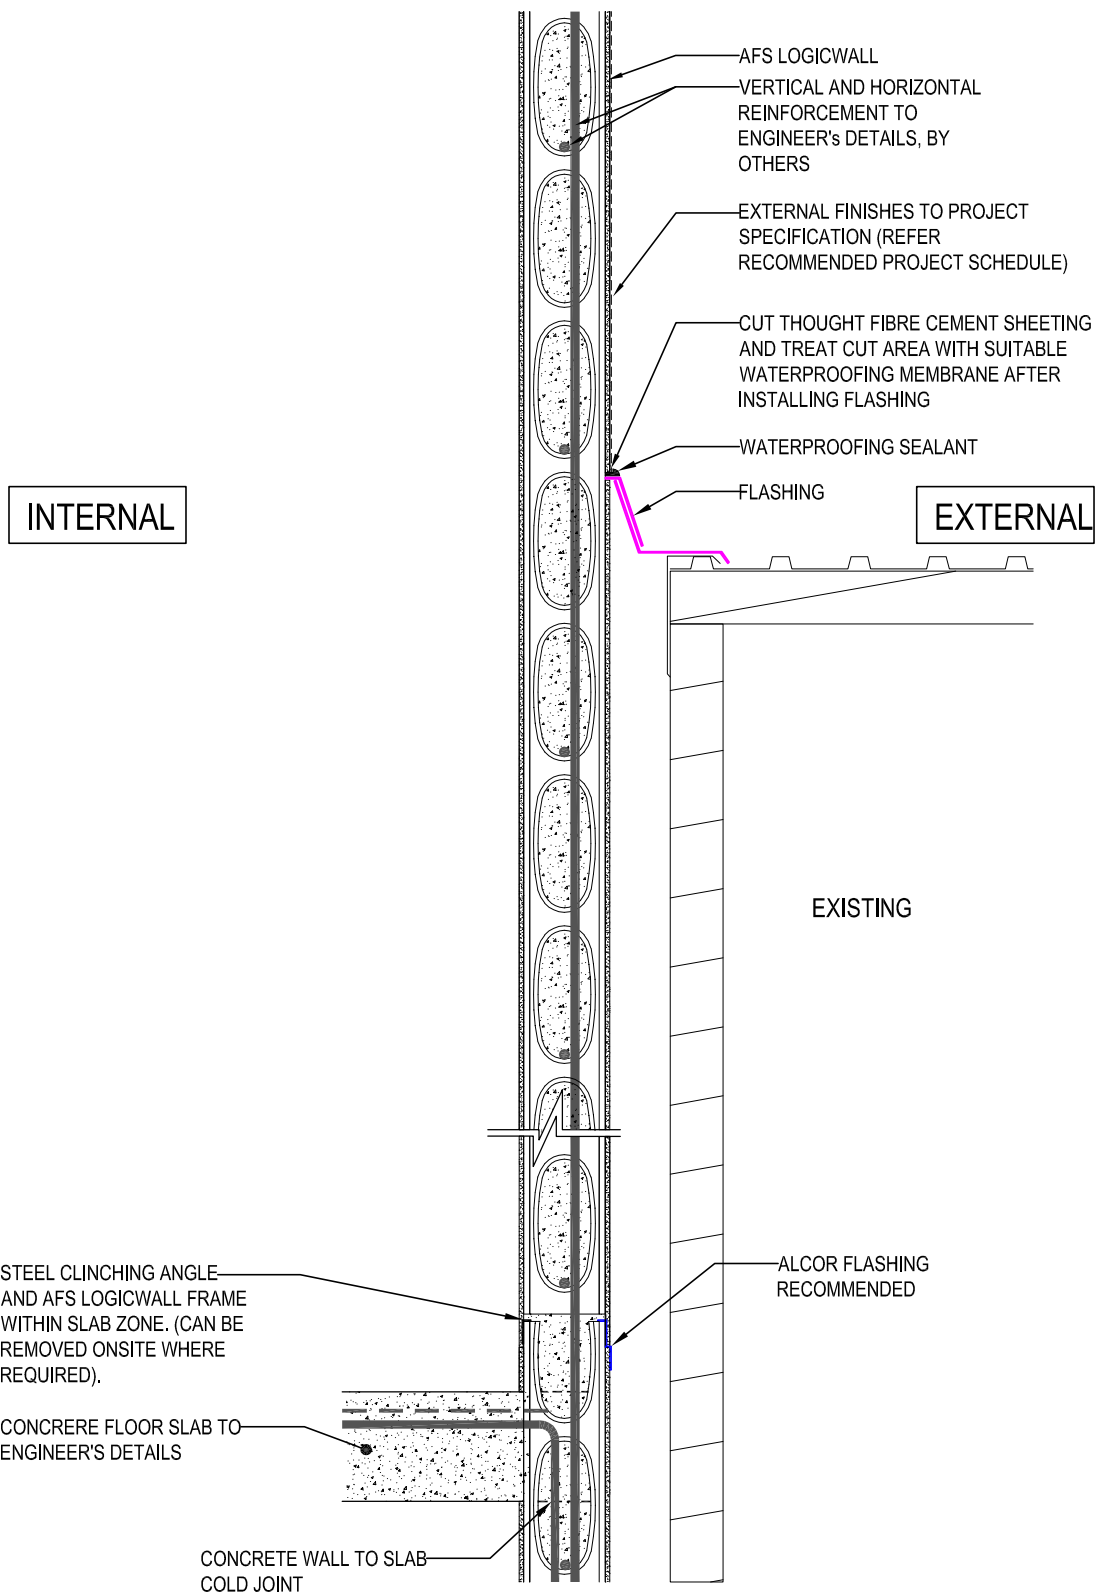 AFS LOGICWALL
VERTICAL AND HORIZONTAL
REINFORCEMENT TO
ENGINEER's DETAILS, BY
OTHERS
EXTERNAL FINISHES TO PROJECT
SPECIFICATION (REFER
RECOMMENDED PROJECT SCHEDULE)
CUT THOUGHT FIBRE CEMENT SHEETING
AND TREAT CUT AREA WITH SUITABLE
WATERPROOFING MEMBRANE AFTER
INSTALLING FLASHING
WATERPROOFING SEALANT
FLASHING
INTERNAL
EXTERNAL
EXISTING
STEEL CLINCHING ANGLE
AND AFS LOGICWALL FRAME
WITHIN SLAB ZONE. (CAN BE
REMOVED ONSITE WHERE
REQUIRED).
ALCOR FLASHING
RECOMMENDED
CONCRERE FLOOR SLAB TO
ENGINEER'S DETAILS
CONCRETE WALL TO SLAB
COLD JOINT